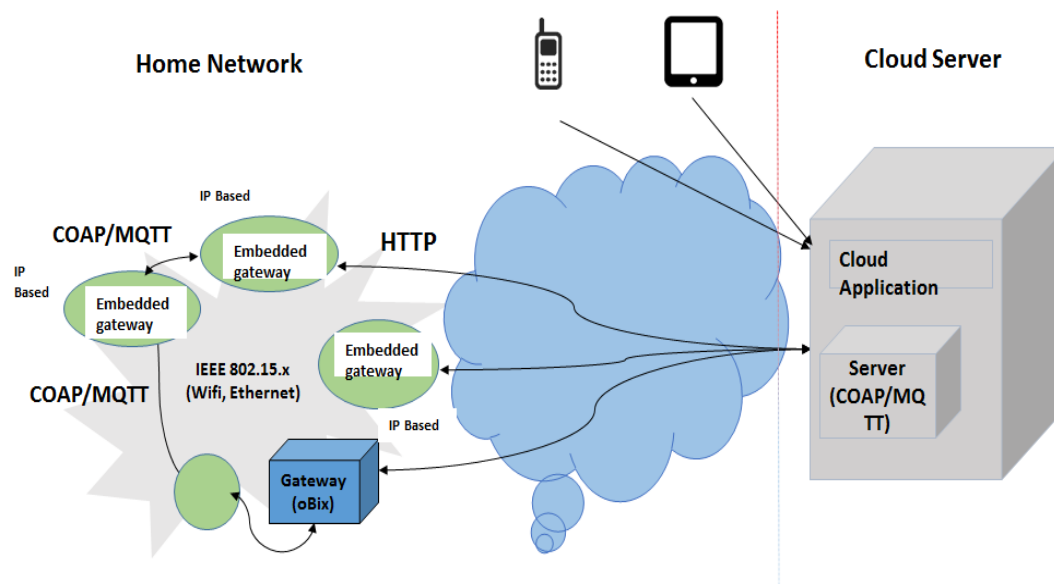 Home Network
Cloud Server
IP Based
COAP/MQTT
HTTP
Embedded
gateway
IP
Based
Embedded
gateway
Cloud
Application
Embedded
gateway
IEEE 802.15.x
(Wifi, Ethernet)
COAP/MQTT
Server
(COAP/MQ
TT)
IP Based
Gateway
(oBix)